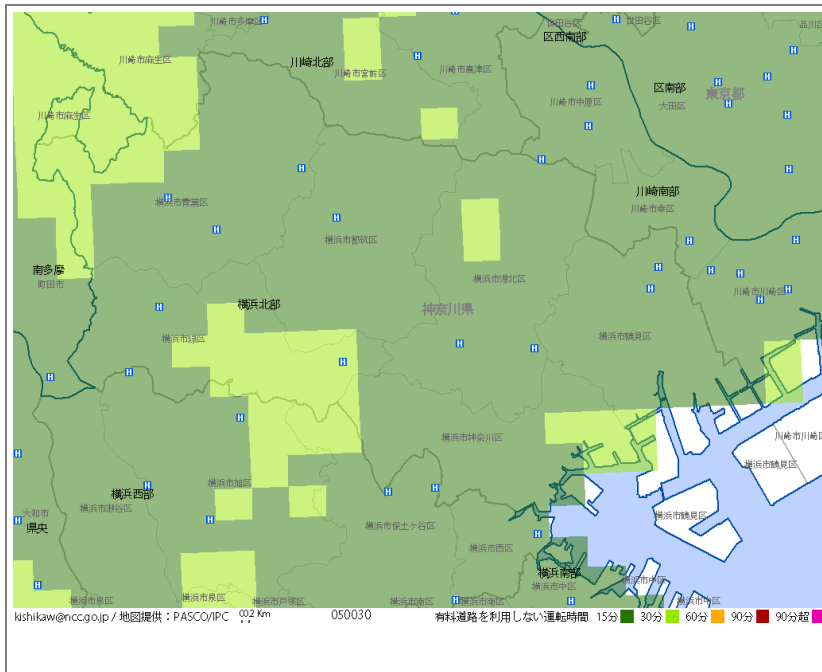 川崎市多摩区
世田谷区
世田谷区
品川区
区西南部
川崎市麻生区
川崎北部
川崎市宮前区
川崎市高津区
区南部
東京都
川崎市中原区
大田区
川崎市麻生区
川崎南部
横浜市青葉区
川崎市幸区
横浜市都筑区
南多摩
町田市
横浜市港北区
川崎市川崎区
横浜北部
神奈川県
横浜市緑区
横浜市鶴見区
横浜市神奈川区
川崎市川崎区
横浜市鶴見区
横浜市旭区
横浜西部
横浜市瀬谷区
大和市
県央
横浜市保土ケ谷区
横浜市鶴見区
横浜市西区
横浜南部
横浜市中区
横浜市中区
横浜市泉区
横浜市泉区
横浜市戸塚区
横浜市南区
横浜市南区
横浜市中区
kishikaw@ncc.go.jp / 地図提供：PASCO/IPC
2 Km
050030
有料道路を利用しない運転時間 15分 30分 60分 90分 90分超